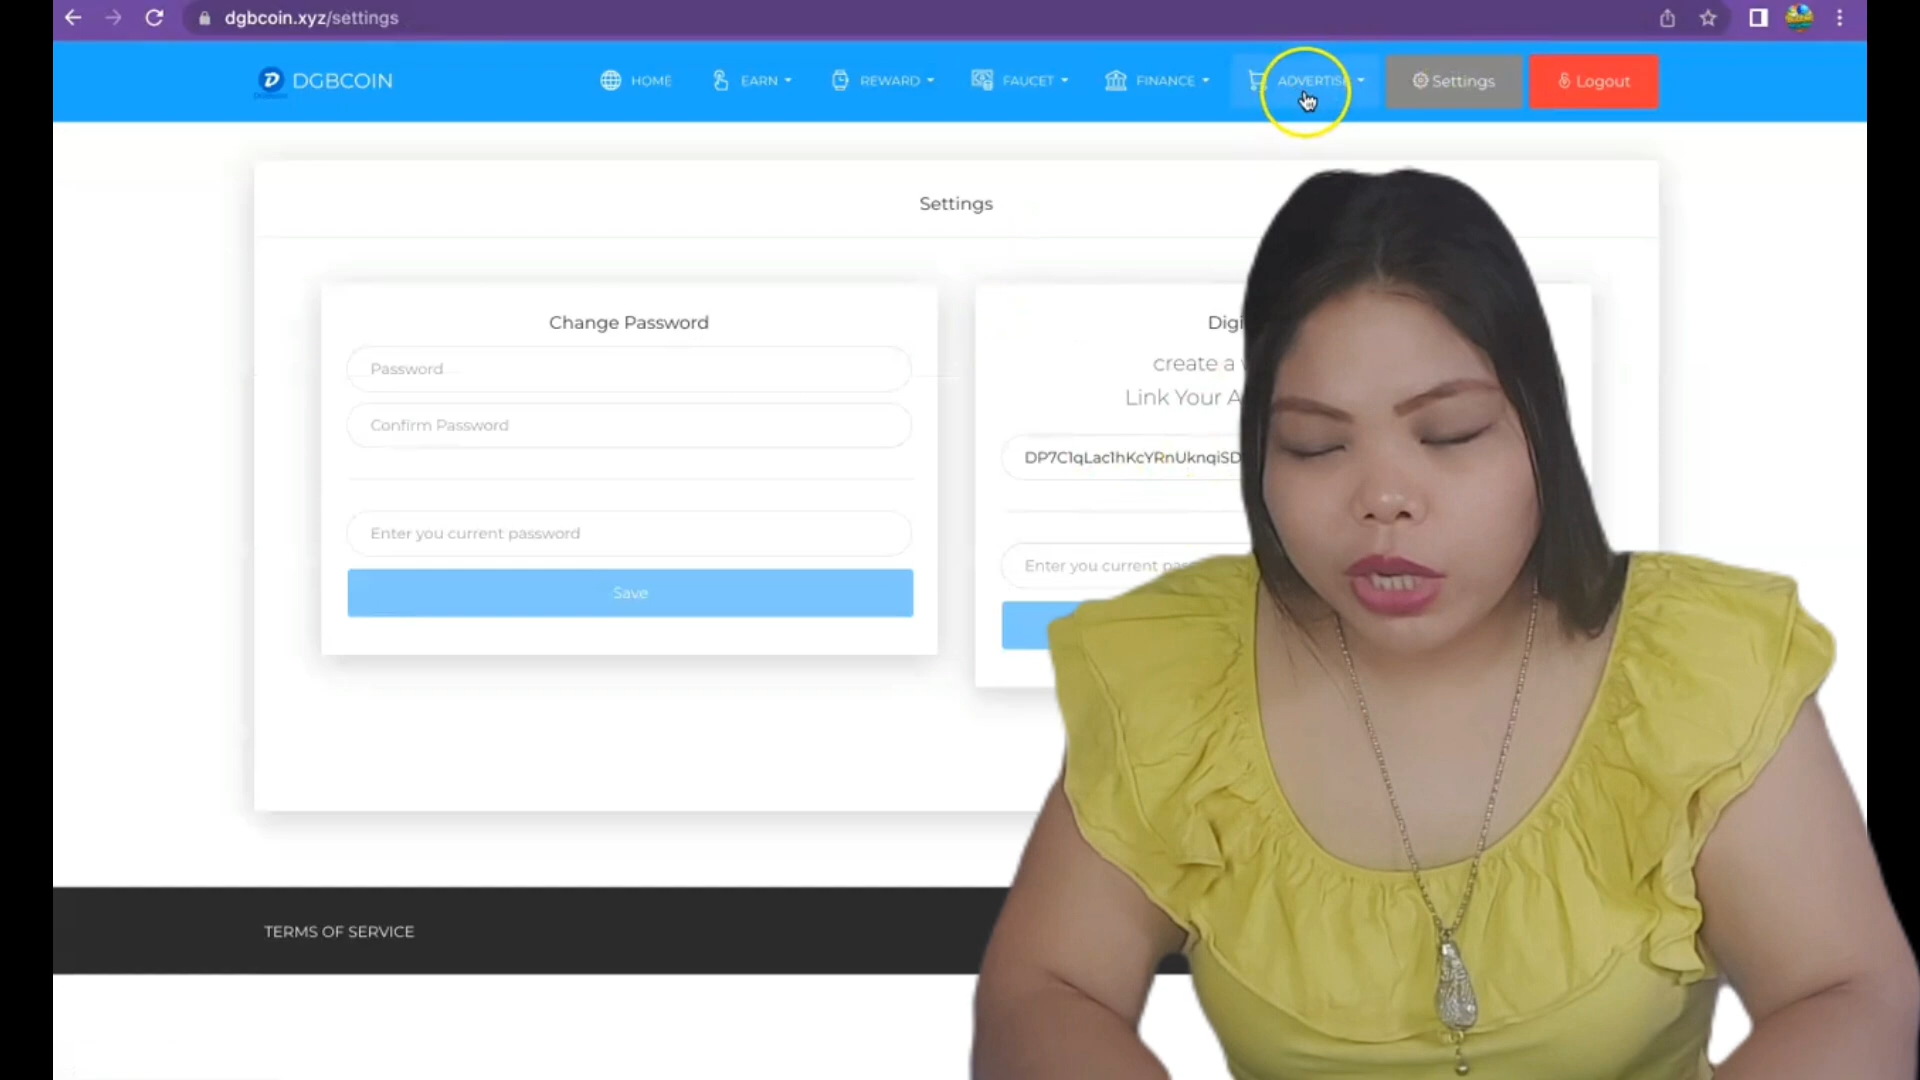 dgbcoin.xyz/settings
DGBCOIN
HOME
EARN
REWARD
FAUCET
FINANCE
ADVERTISE
Settings
Logout
Settings
Change Password
Password
Confirm Password
Enter you current password
Save
create a
Link Your
DP7C1qLac1hKcYRnUknqiSD
Enter you current
TERMS OF SERVICE